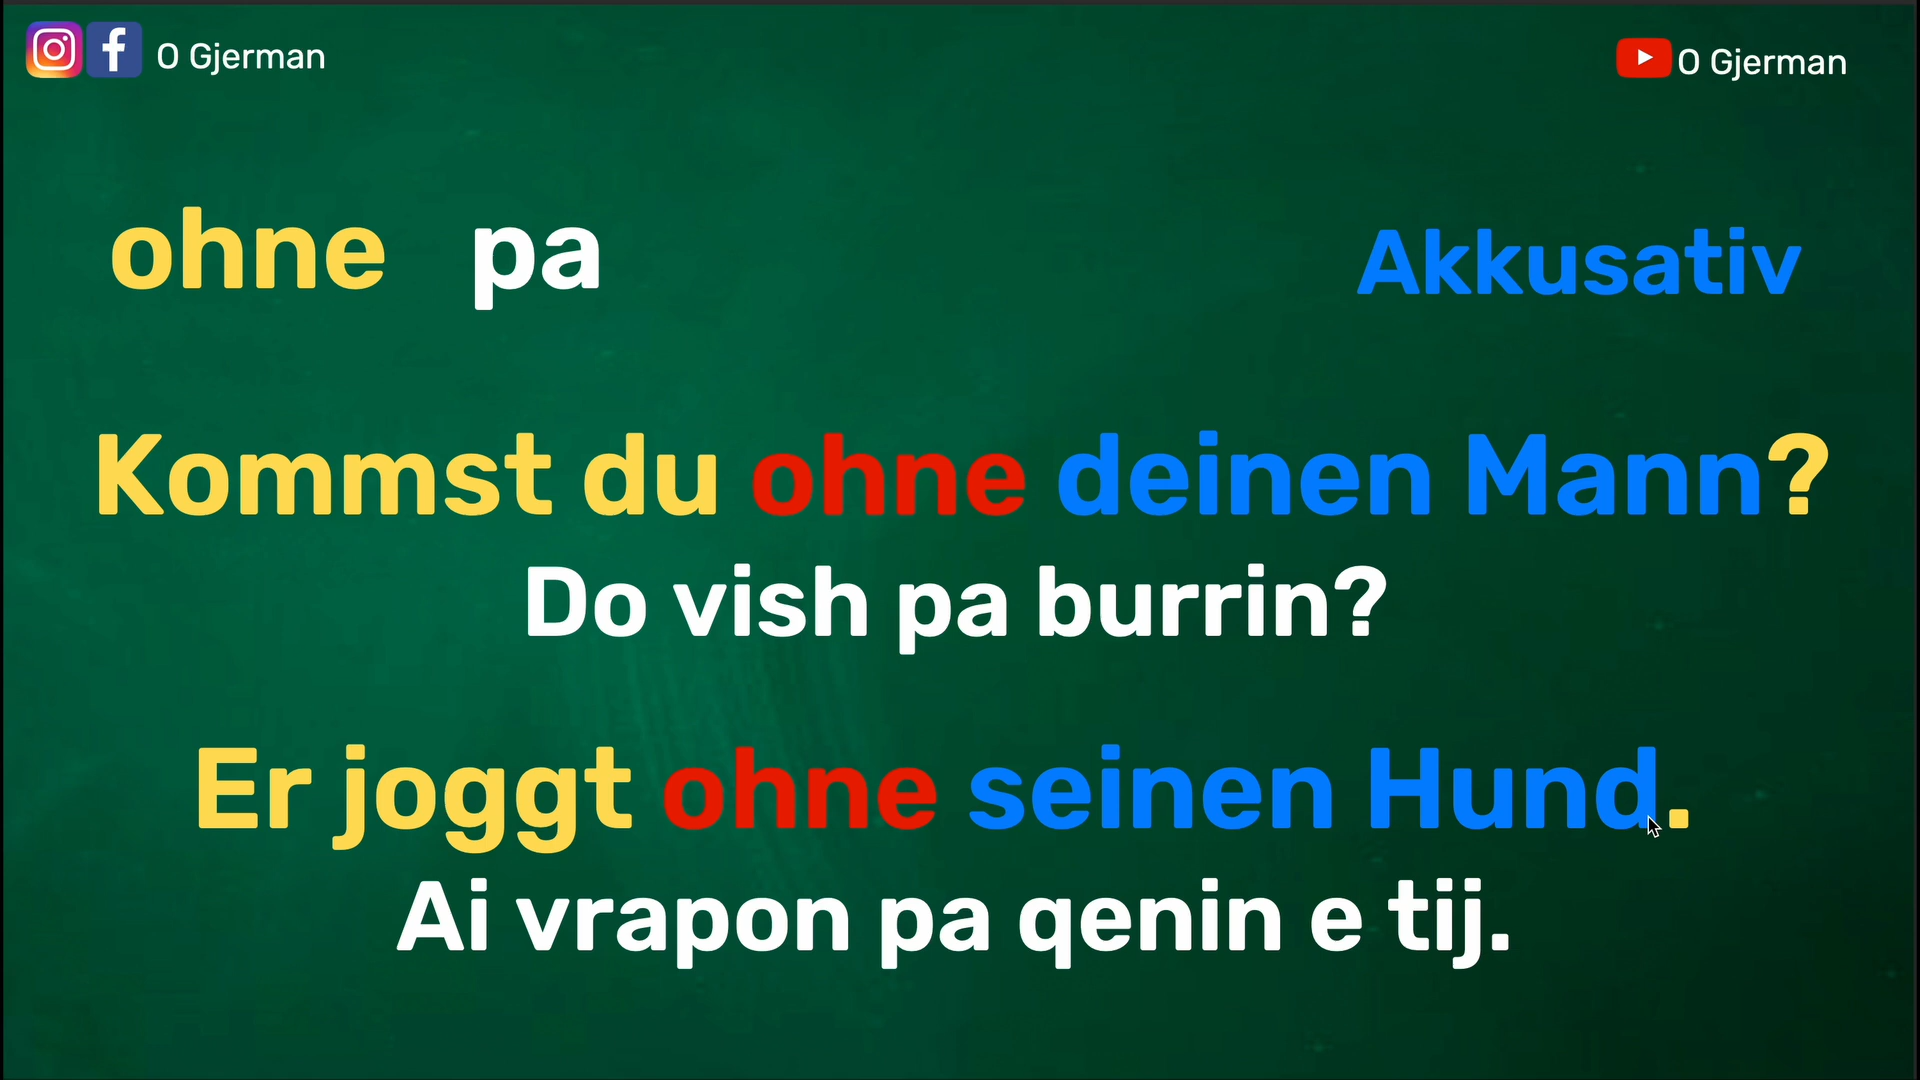 O Gjerman
O Gjerman
ohne pa
Akkusativ
Kommst du ohne deinen Mann?
Do vish pa burrin?
Er joggt ohne seinen Hund.
Ai vrapon pa qenin e tij.